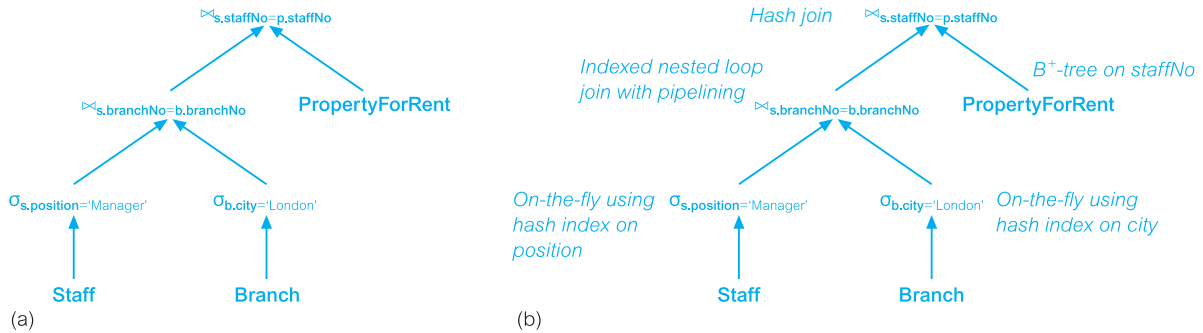 ⋈s.staffNo=p.staffNo
⋈s.branchNo=b.branchNo
PropertyForRent
σs.position=‘Manager’
σb.city=‘London’
Staff
Branch
(a)
Hash join
⋈s.staffNo=p.staffNo
Indexed nested loop
join with pipelining
B+-tree on staffNo
PropertyForRent
⋈s.branchNo=b.branchNo
On-the-fly using
hash index on
position
σs.position=‘Manager’
σb.city=‘London’
On-the-fly using
hash index on city
Staff
Branch
(b)